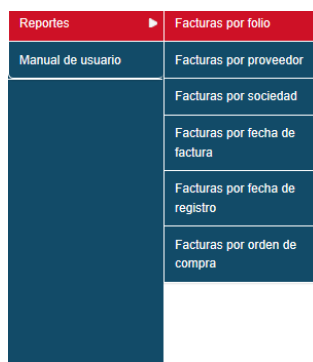 Reportes
Manual de usuario
Facturas por folio
Facturas por proveedor
Facturas por sociedad
Facturas por fecha de
factura
Facturas por fecha de
registro
Facturas por orden de
compra